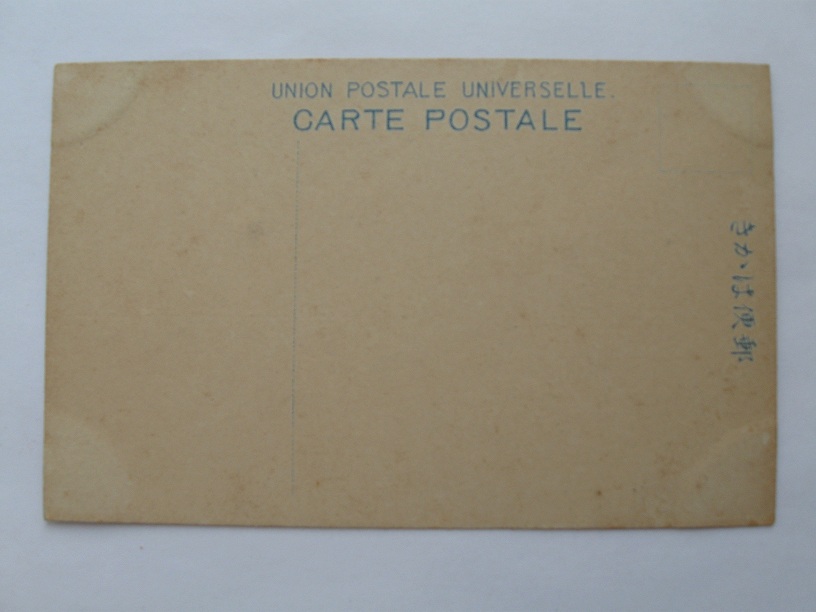 UNION POSTALE UNIVERSELLE.
CARTE POSTALE
きかは便郵